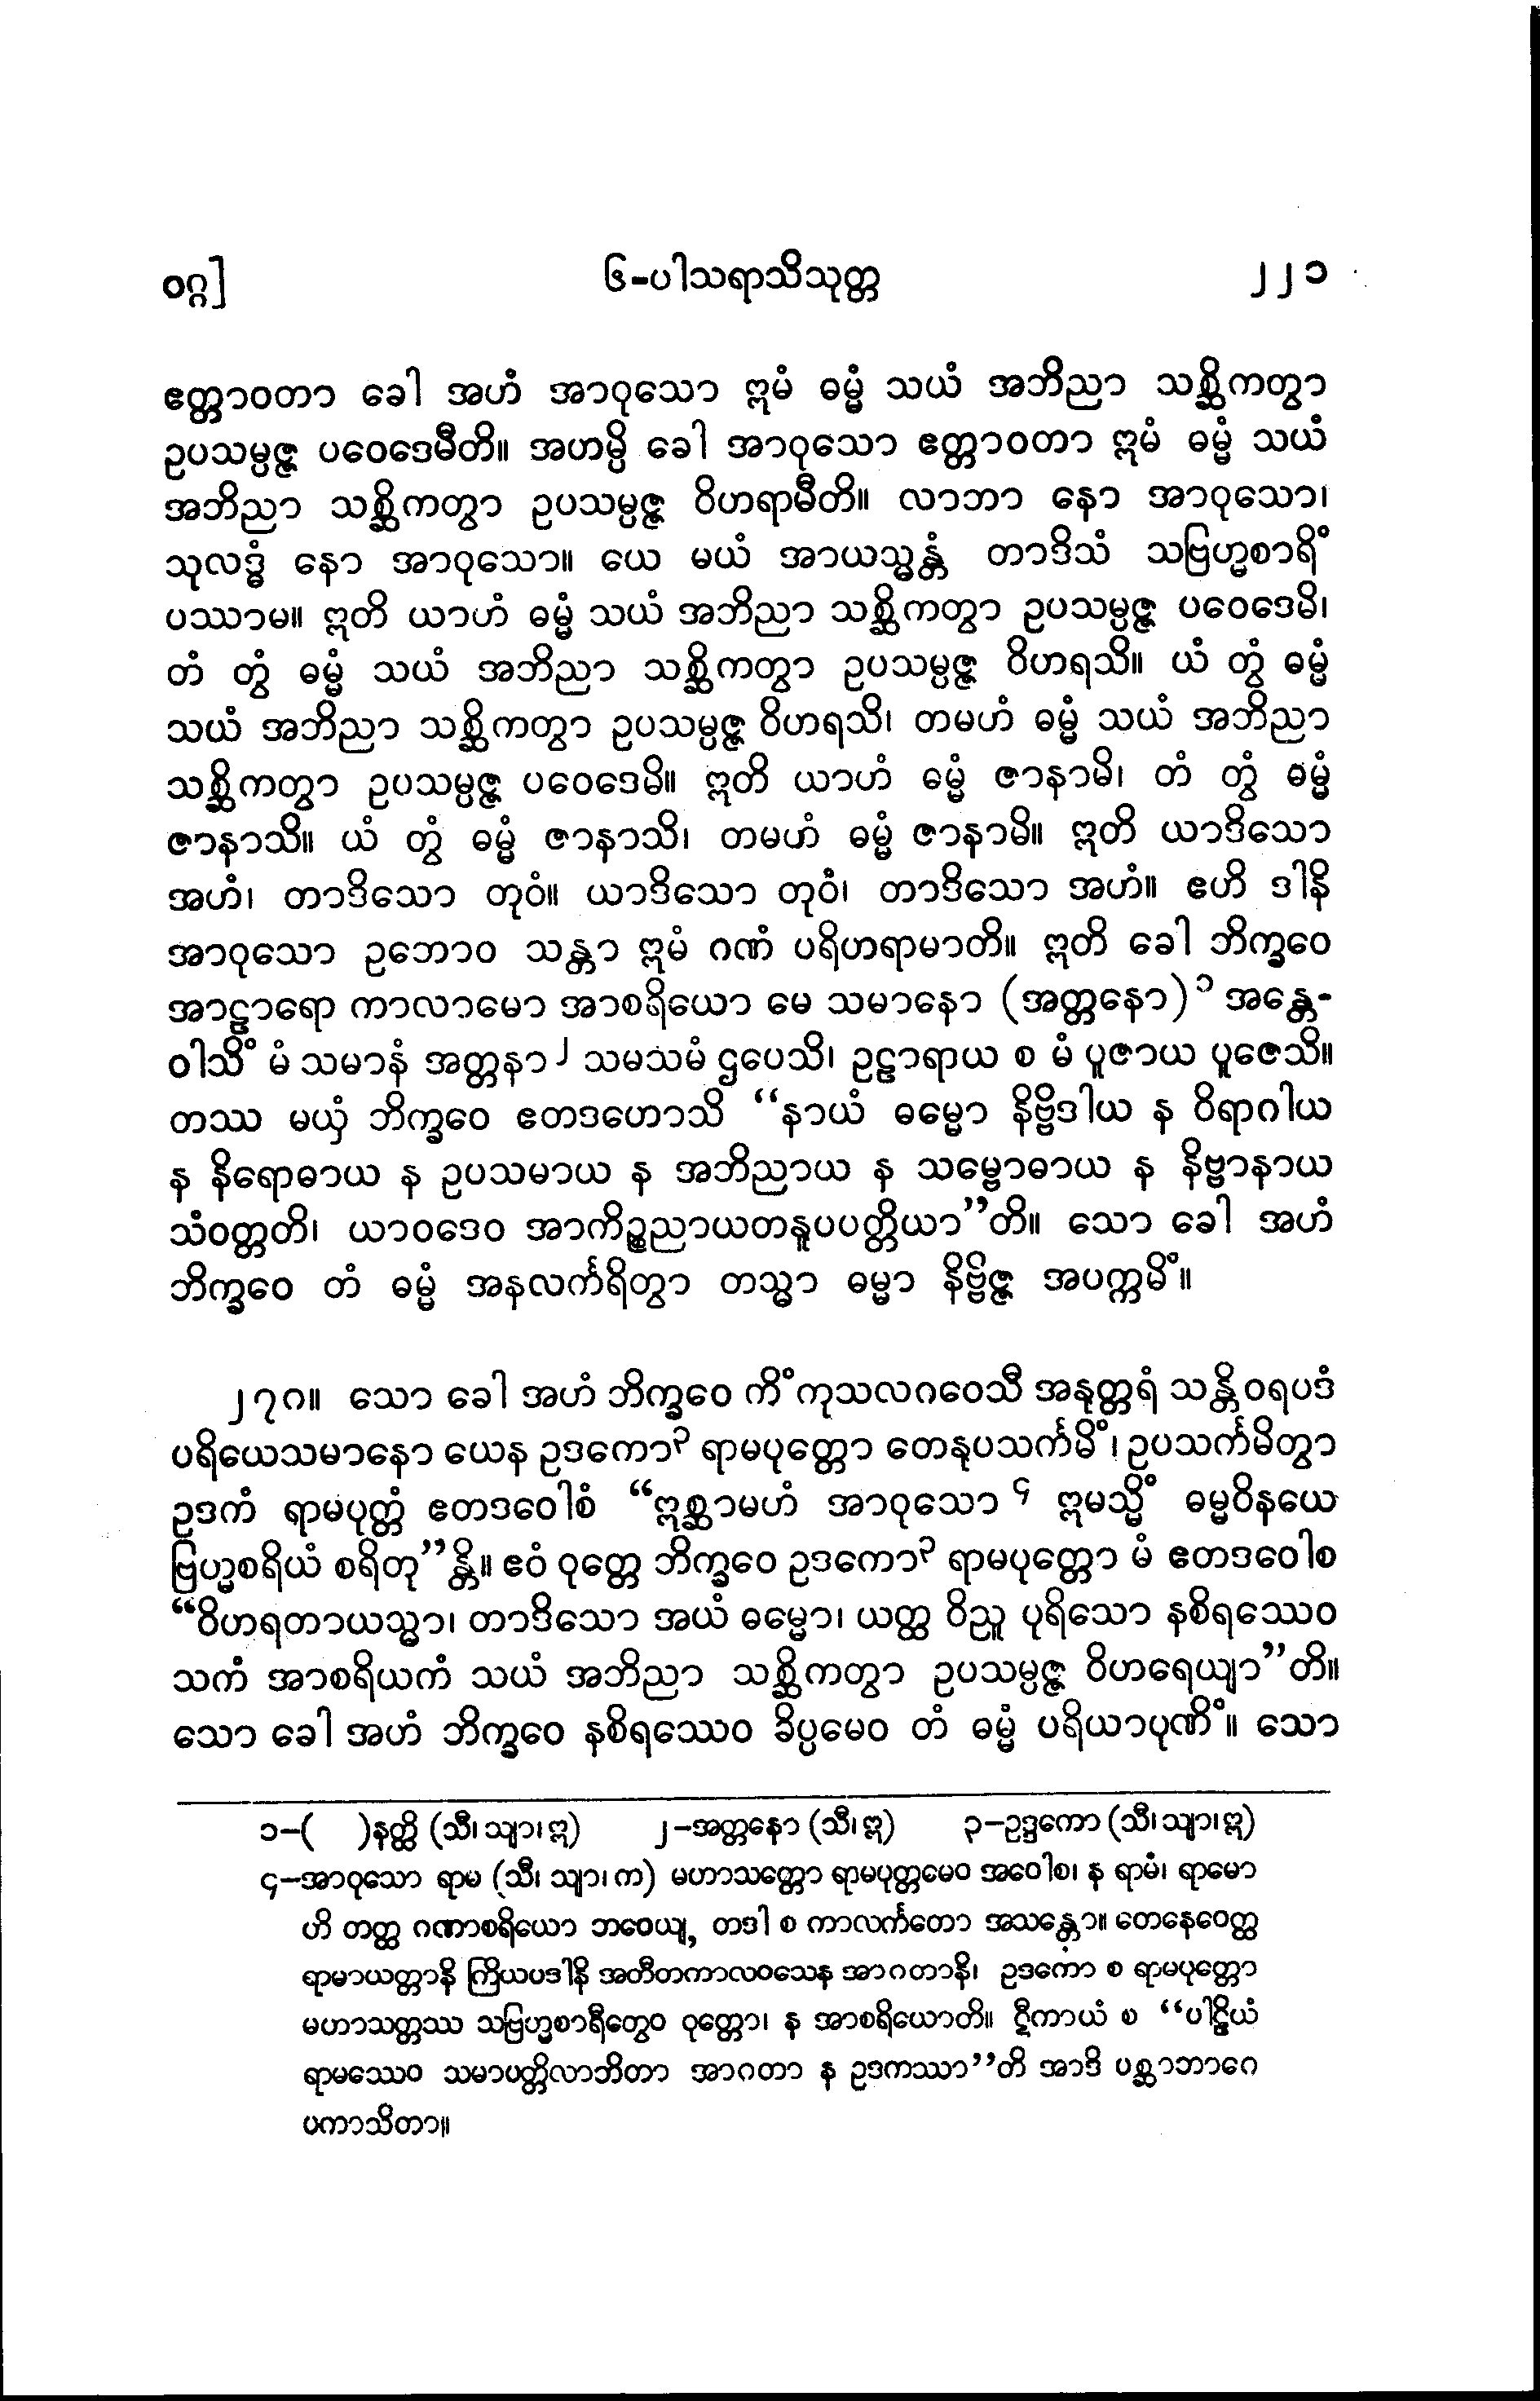 ဝဂ္ဂ]
၆-ပါသရာသိသုတ္တ
၂၂၁
ဧတ္တာဝတာ ခေါ အဟံ အာဝုသော ဣမံ ဓမ္မံ သယံ အဘိညာ သစ္ဆိကတွာ
ဥပသမ္ပဇ္ဇ ပဝေဒေမီတိ။ အဟမ္ပိ ခေါ အာဝုသော ဧတ္တာဝတာ ဣမံ ဓမ္မံ သယံ
အဘိညာ သစ္ဆိကတွာ ဥပသမ္ပဇ္ဇ ဝိဟရာမီတိ။ လာဘာ နော အာဝုသော၊
သုလဒ္ဓံ နော အာဝုသော။ ယေ မယံ အာယသ္မန္တံ တာဒိသံ သဗြဟ္မစာရိံ
ပဿာမ။ ဣတိ ယာဟံ ဓမ္မံ သယံ အဘိညာ သစ္ဆိကတွာ ဥပသမ္ပဇ္ဇ ပဝေဒေမိ၊
တံ တွံ ဓမ္မံ သယံ အဘိညာ သစ္ဆိကတွာ ဥပသမ္ပဇ္ဇ ဝိဟရသိ။ ယံ တွံ ဓမ္မံ
သယံ အဘိညာ သစ္ဆိကတွာ ဥပသမ္ပဇ္ဇ ဝိဟရသိ၊ တမဟံ ဓမ္မံ သယံ အဘိညာ
သစ္ဆိကတွာ ဥပသမ္ပဇ္ဇ ပဝေဒေမိ။ ဣတိ ယာဟံ ဓမ္မံ ဇာနာမိ၊ တံ တွံ ဓမ္မံ
ဇာနာသိ။ ယံ တွံ ဓမ္မံ ဇာနာသိ၊ တမဟံ ဓမ္မံ ဇာနာမိ။ ဣတိ ယာဒိသော
အဟံ၊ တာဒိသော တုဝံ။ ယာဒိသော တုဝံ၊ တာဒိသော အဟံ။ ဧဟိ ဒါနိ
အာဝုသော ဥဘောဝ သန္တာ ဣမံ ဂဏံ ပရိဟရာမာတိ။ ဣတိ ခေါ ဘိက္ခဝေ
အာဠာရော ကာလာမော အာစရိယော မေ သမာနော (အတ္တနော)၁ အန္တေ-
ဝါသိံ မံ သမာနံ အတ္တနာ၂ သမသမံ ဌပေသိ၊ ဥဠာရာယ စ မံ ပူဇာယ ပူဇေသိ။
တဿ မယှံ ဘိက္ခဝေ ဧတဒဟောသိ “နာယံ ဓမ္မော နိဗ္ဗိဒါယ န ဝိရာဂါယ
န နိရောဓာယ န ဥပသမာယ န အဘိညာယ န သမ္ဗောဓာယ န နိဗ္ဗာနာယ
သံဝတ္တတိ၊ ယာဝဒေဝ အာကိဉ္စညာယတနူပပတ္တိယာ”တိ။ သော ခေါ အဟံ
ဘိက္ခဝေ တံ ဓမ္မံ အနလင်္ကရိတွာ တသ္မာ ဓမ္မာ နိဗ္ဗိဇ္ဇ အပက္ကမိံ။
၂၇၈။ သော ခေါ အဟံ ဘိက္ခဝေ ကိံကုသလဂဝေသီ အနုတ္တရံ သန္တိဝရပဒံ
ပရိယေသမာနော ယေန ဥဒကော၃ ရာမပုတ္တော တေနုပသင်္ကမိံ၊ ဥပသင်္ကမိတွာ
ဥဒကံ ရာမပုတ္တံ ဧတဒဝေါစံ “ဣစ္ဆာမဟံ အာဝုသော၄ ဣမသ္မိံ ဓမ္မဝိနယေ
ဗြဟ္မစရိယံ စရိတု”န္တိ။ ဧဝံ ဝုတ္တေ ဘိက္ခဝေ ဥဒကော၃ ရာမပုတ္တော မံ ဧတဒဝေါစ
“ဝိဟရတာယသ္မာ၊ တာဒိသော အယံ ဓမ္မော၊ ယတ္ထ ဝိညူ ပုရိသော နစိရဿေဝ
သကံ အာစရိယကံ သယံ အဘိညာ သစ္ဆိကတွာ ဥပသမ္ပဇ္ဇ ဝိဟရေယျာ”တိ။
သော ခေါ အဟံ ဘိက္ခဝေ နစိရဿေဝ ခိပ္ပမေဝ တံ ဓမ္မံ ပရိယာပုဏိံ။ သော
၁-( )နတ္ထိ (သီ၊ သျာ၊ ဣ) ၂-အတ္တနော (သီ၊ ဣ) ၃-ဥဒ္ဒကော (သီ၊ သျာ၊ ဣ)
၄-အာဝုသော ရာမ (သီ၊ သျာ၊ က) မဟာသတ္တော ရာမပုတ္တမေဝ အဝေါစ၊ န ရာမံ၊ ရာမော
ဟိ တတ္ထ ဂဏာစရိယော ဘဝေယျ, တဒါ စ ကာလင်္ကတော အသန္တော။ တေနေဝေတ္ထ
ရာမာယတ္တာနိ ကြိယပဒါနိ အတီတကာလဝသေန အာဂတာနိ၊ ဥဒကော စ ရာမပုတ္တော
မဟာသတ္တဿ သဗြဟ္မစာရီတွေဝ ဝုတ္တော၊ န အာစရိယောတိ။ ဋီကာယံ စ “ပါဠိယံ
ရာမဿေဝ သမာပတ္တိလာဘိတာ အာဂတာ န ဥဒကဿာ”တိ အာဒိ ပစ္ဆာဘာဂေ
ပကာသိတာ။